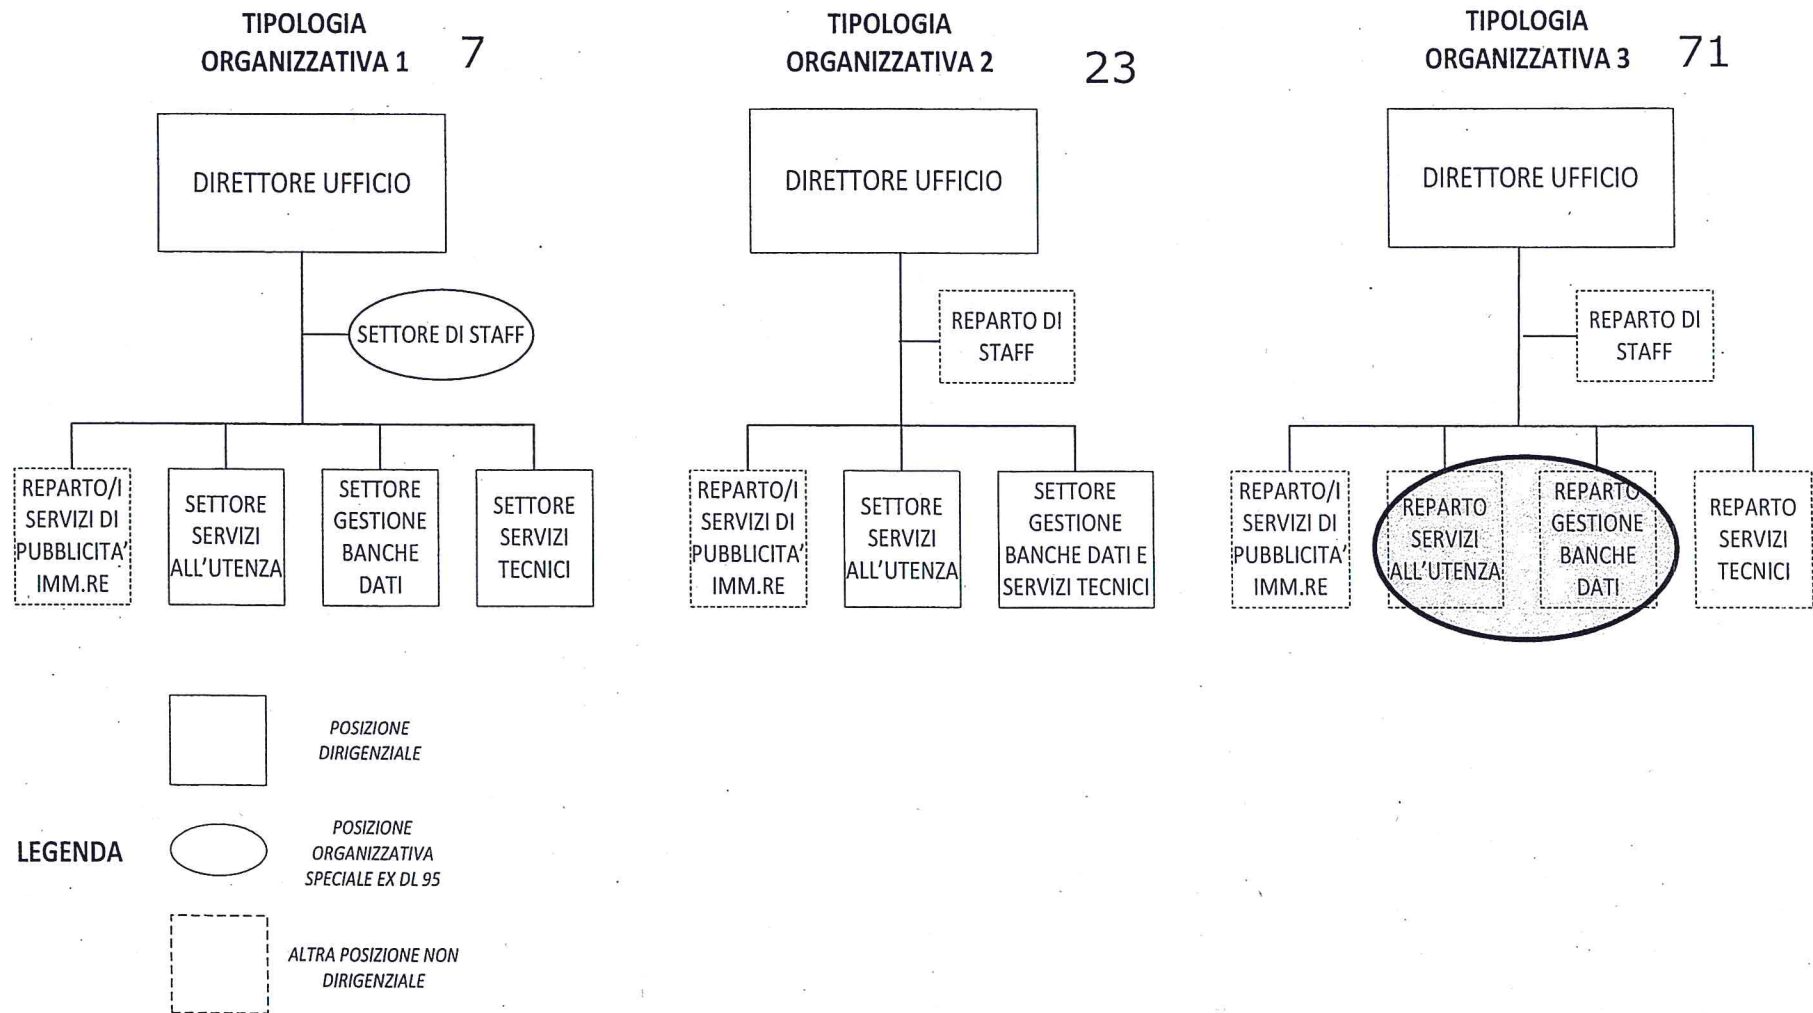 TIPOLOGIA
ORGANIZZATIVA 1
7
DIRETTORE UFFICIO
SETTORE DI STAFF
REPARTO/I
SERVIZI DI
PUBBLICITA'
IMM.RE
SETTORE
SERVIZI
ALL'UTENZA
SETTORE
GESTIONE
BANCHE
DATI
SETTORE
SERVIZI
TECNICI
TIPOLOGIA
ORGANIZZATIVA 2
23
DIRETTORE UFFICIO
REPARTO DI
STAFF
REPARTO/I
SERVIZI DI
PUBBLICITA'
IMM.RE
SETTORE
SERVIZI
ALL'UTENZA
SETTORE
GESTIONE
BANCHE DATI E
SERVIZI TECNICI
TIPOLOGIA
ORGANIZZATIVA 3
71
DIRETTORE UFFICIO
REPARTO DI
STAFF
REPARTO/I
SERVIZI DI
PUBBLICITA'
IMM.RE
REPARTO
SERVIZI
ALL'UTENZA
REPARTO
GESTIONE
BANCHE
DATI
REPARTO
SERVIZI
TECNICI
LEGENDA
POSIZIONE
DIRIGENZIALE
POSIZIONE
ORGANIZZATIVA
SPECIALE EX DL 95
ALTRA POSIZIONE NON
DIRIGENZIALE